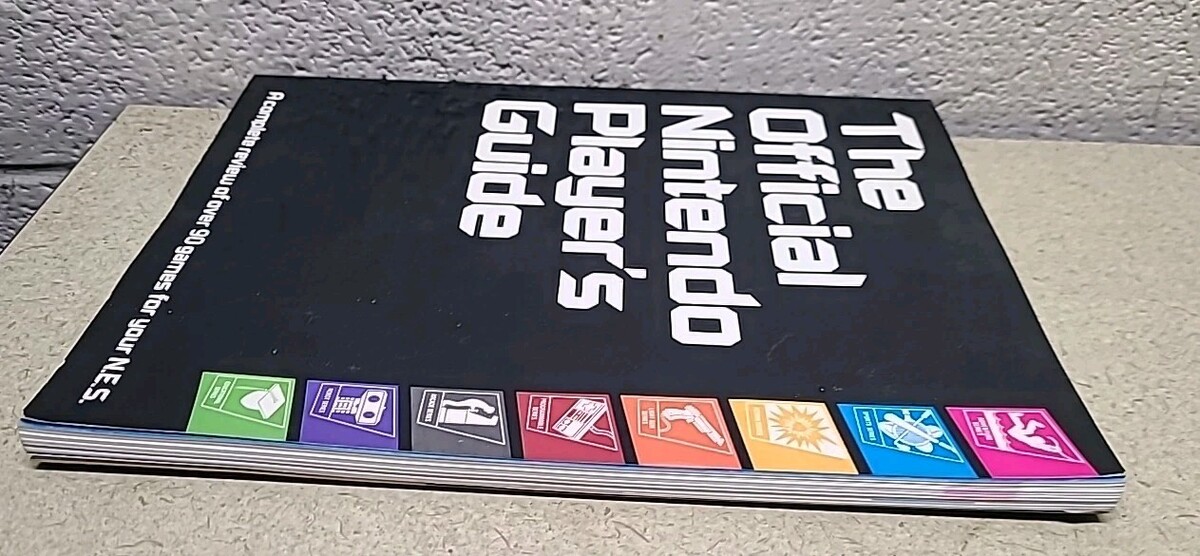 The
Official
Nintendo
Player's
Guide
A complete review of over 90 games for your N.E.S.